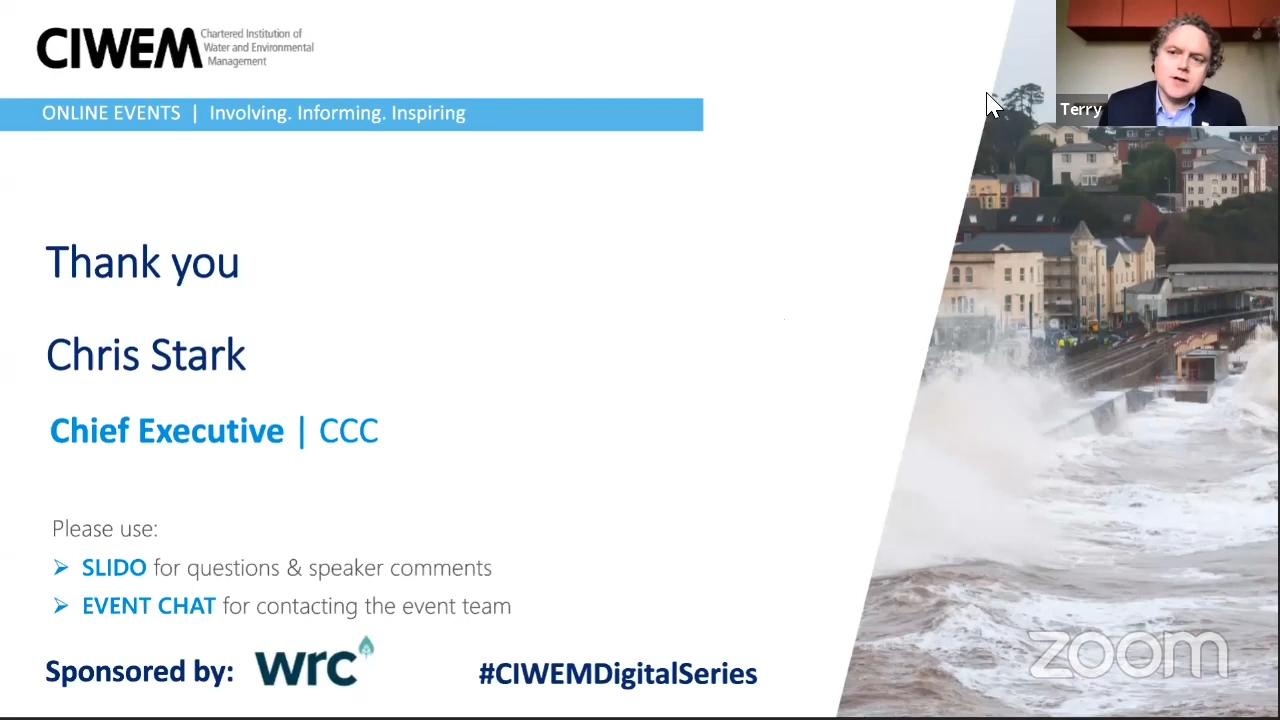 CIWEM
Chartered Institution of
Water and Environmental
Management
ONLINE EVENTS | Involving. Informing. Inspiring
Terry
Thank you
Chris Stark
Chief Executive | CCC
Please use:
SLIDO for questions & speaker comments
EVENT CHAT for contacting the event team
Sponsored by: wrc #CIWEMDigitalSeries
zoom